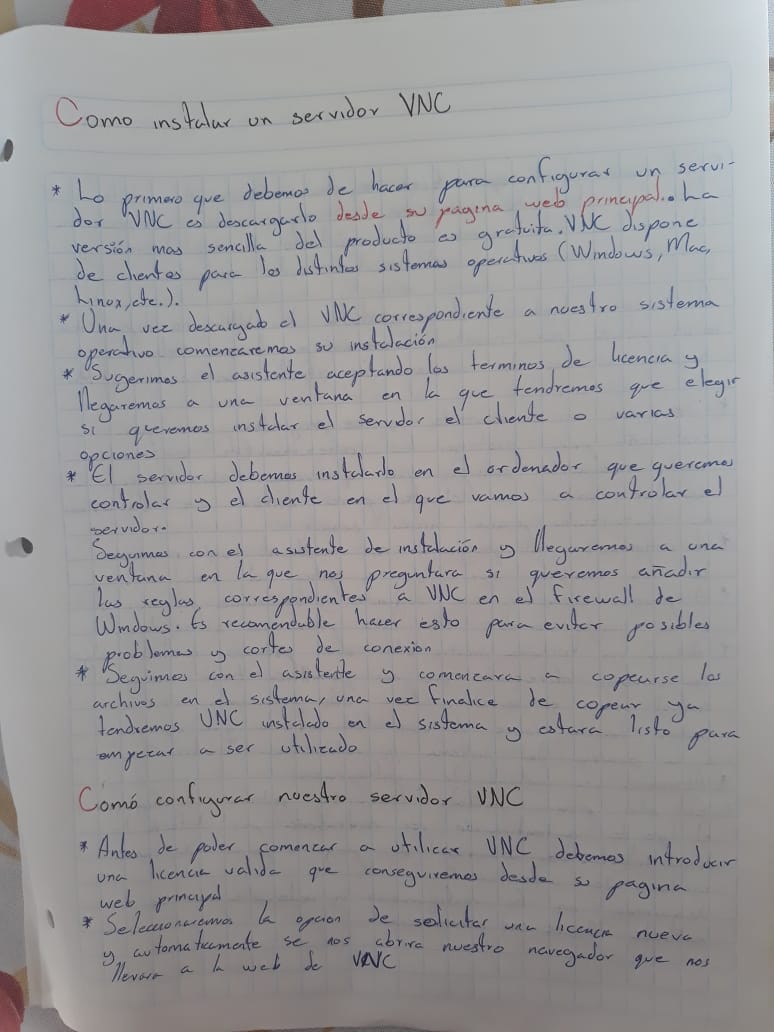 Como instalar un servidor VNC
* Lo primero que debemos de hacer para configurar un servi-
dor VNC es descargarlo desde su página web principal. La
versión mas sencilla del producto es gratuita. VNC dispone
de clientes para los distintos sistemas operativos (Windows, Mac,
Linux, etc.).
* Una vez descargado el VNC correspondiente a nuestro sistema
operativo comenzaremos su instalación
* Sugerimos el asistente aceptando los terminos de licencia y
llegaremos a una ventana en la que tendremos que elegir
si queremos instalar el servidor el cliente o varias
opciones
* El servidor debemos instalarlo en el ordenador que queremos
controlar y el cliente en el que vamos a controlar el
servidor.
Seguimos con el asistente de instalación y llegaremos a una
ventana en la que nos preguntara si queremos añadir
las reglas correspondientes a VNC en el firewall de
Windows. Es recomendable hacer esto para evitar posibles
problemas y cortes de conexion
* Seguimos con el asistente y comenzara a copearse los
archivos en el sistema, una vez finalice de copear ya
tendremos VNC instalado en el sistema y estara listo para
empezar a ser utilizado
Comó configurar nuestro servidor VNC
* Antes de poder comenzar a utilizar VNC debemos introducir
una licencia valida que conseguiremos desde su pagina
web principal
* Seleccionaremos la opcion de solicitar una licencia nueva
y automaticamente se nos abrira nuestro navegador que nos
llevara a la web de VNC